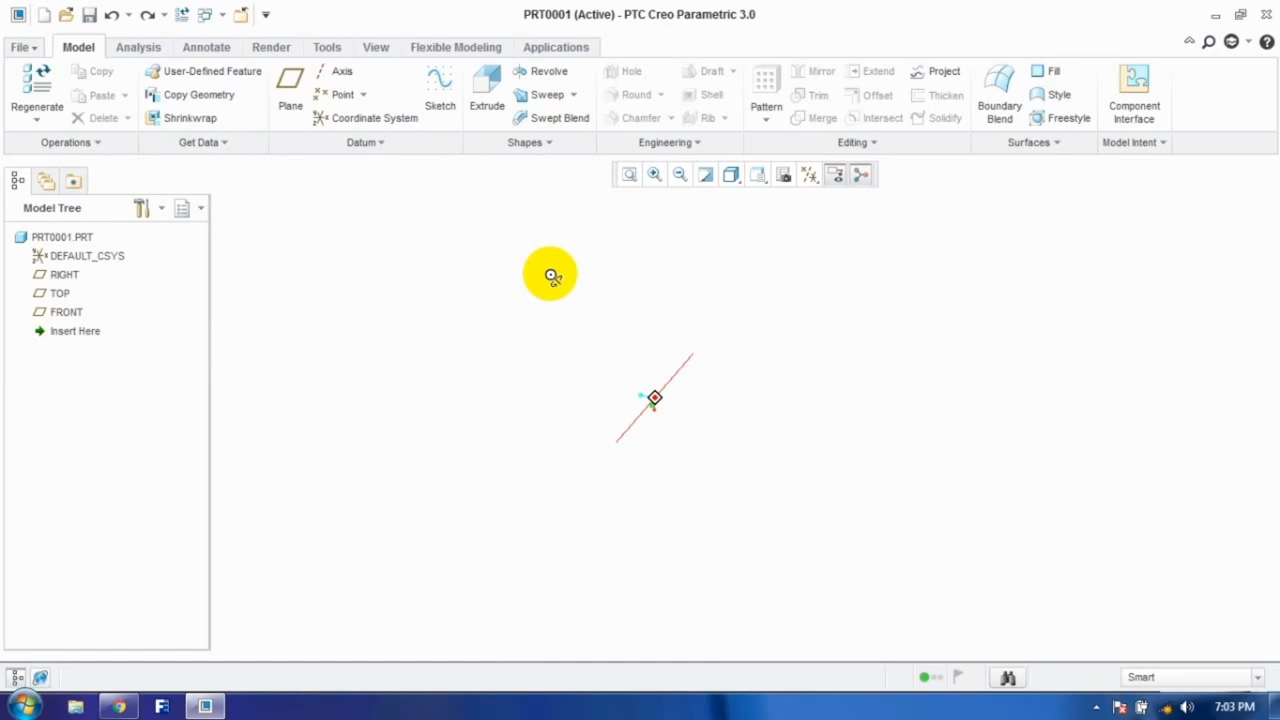 PRT0001 (Active) - PTC Creo Parametric 3.0
File Model Analysis Annotate Render Tools View Flexible Modeling Applications
Regenerate
Copy
Paste
Delete
Operations
User-Defined Feature
Copy Geometry
Shrinkwrap
Get Data
Plane
Axis
Point
Coordinate System
Sketch
Datum
Extrude
Revolve
Sweep
Swept Blend
Shapes
Hole
Round
Chamfer
Draft
Shell
Rib
Engineering
Pattern
Mirror
Trim
Merge
Extend
Offset
Intersect
Project
Thicken
Solidify
Editing
Boundary
Blend
Fill
Style
Freestyle
Surfaces
Component
Interface
Model Intent
Model Tree
PRT0001.PRT
DEFAULT_CSYS
RIGHT
TOP
FRONT
Insert Here
Smart
7:03 PM